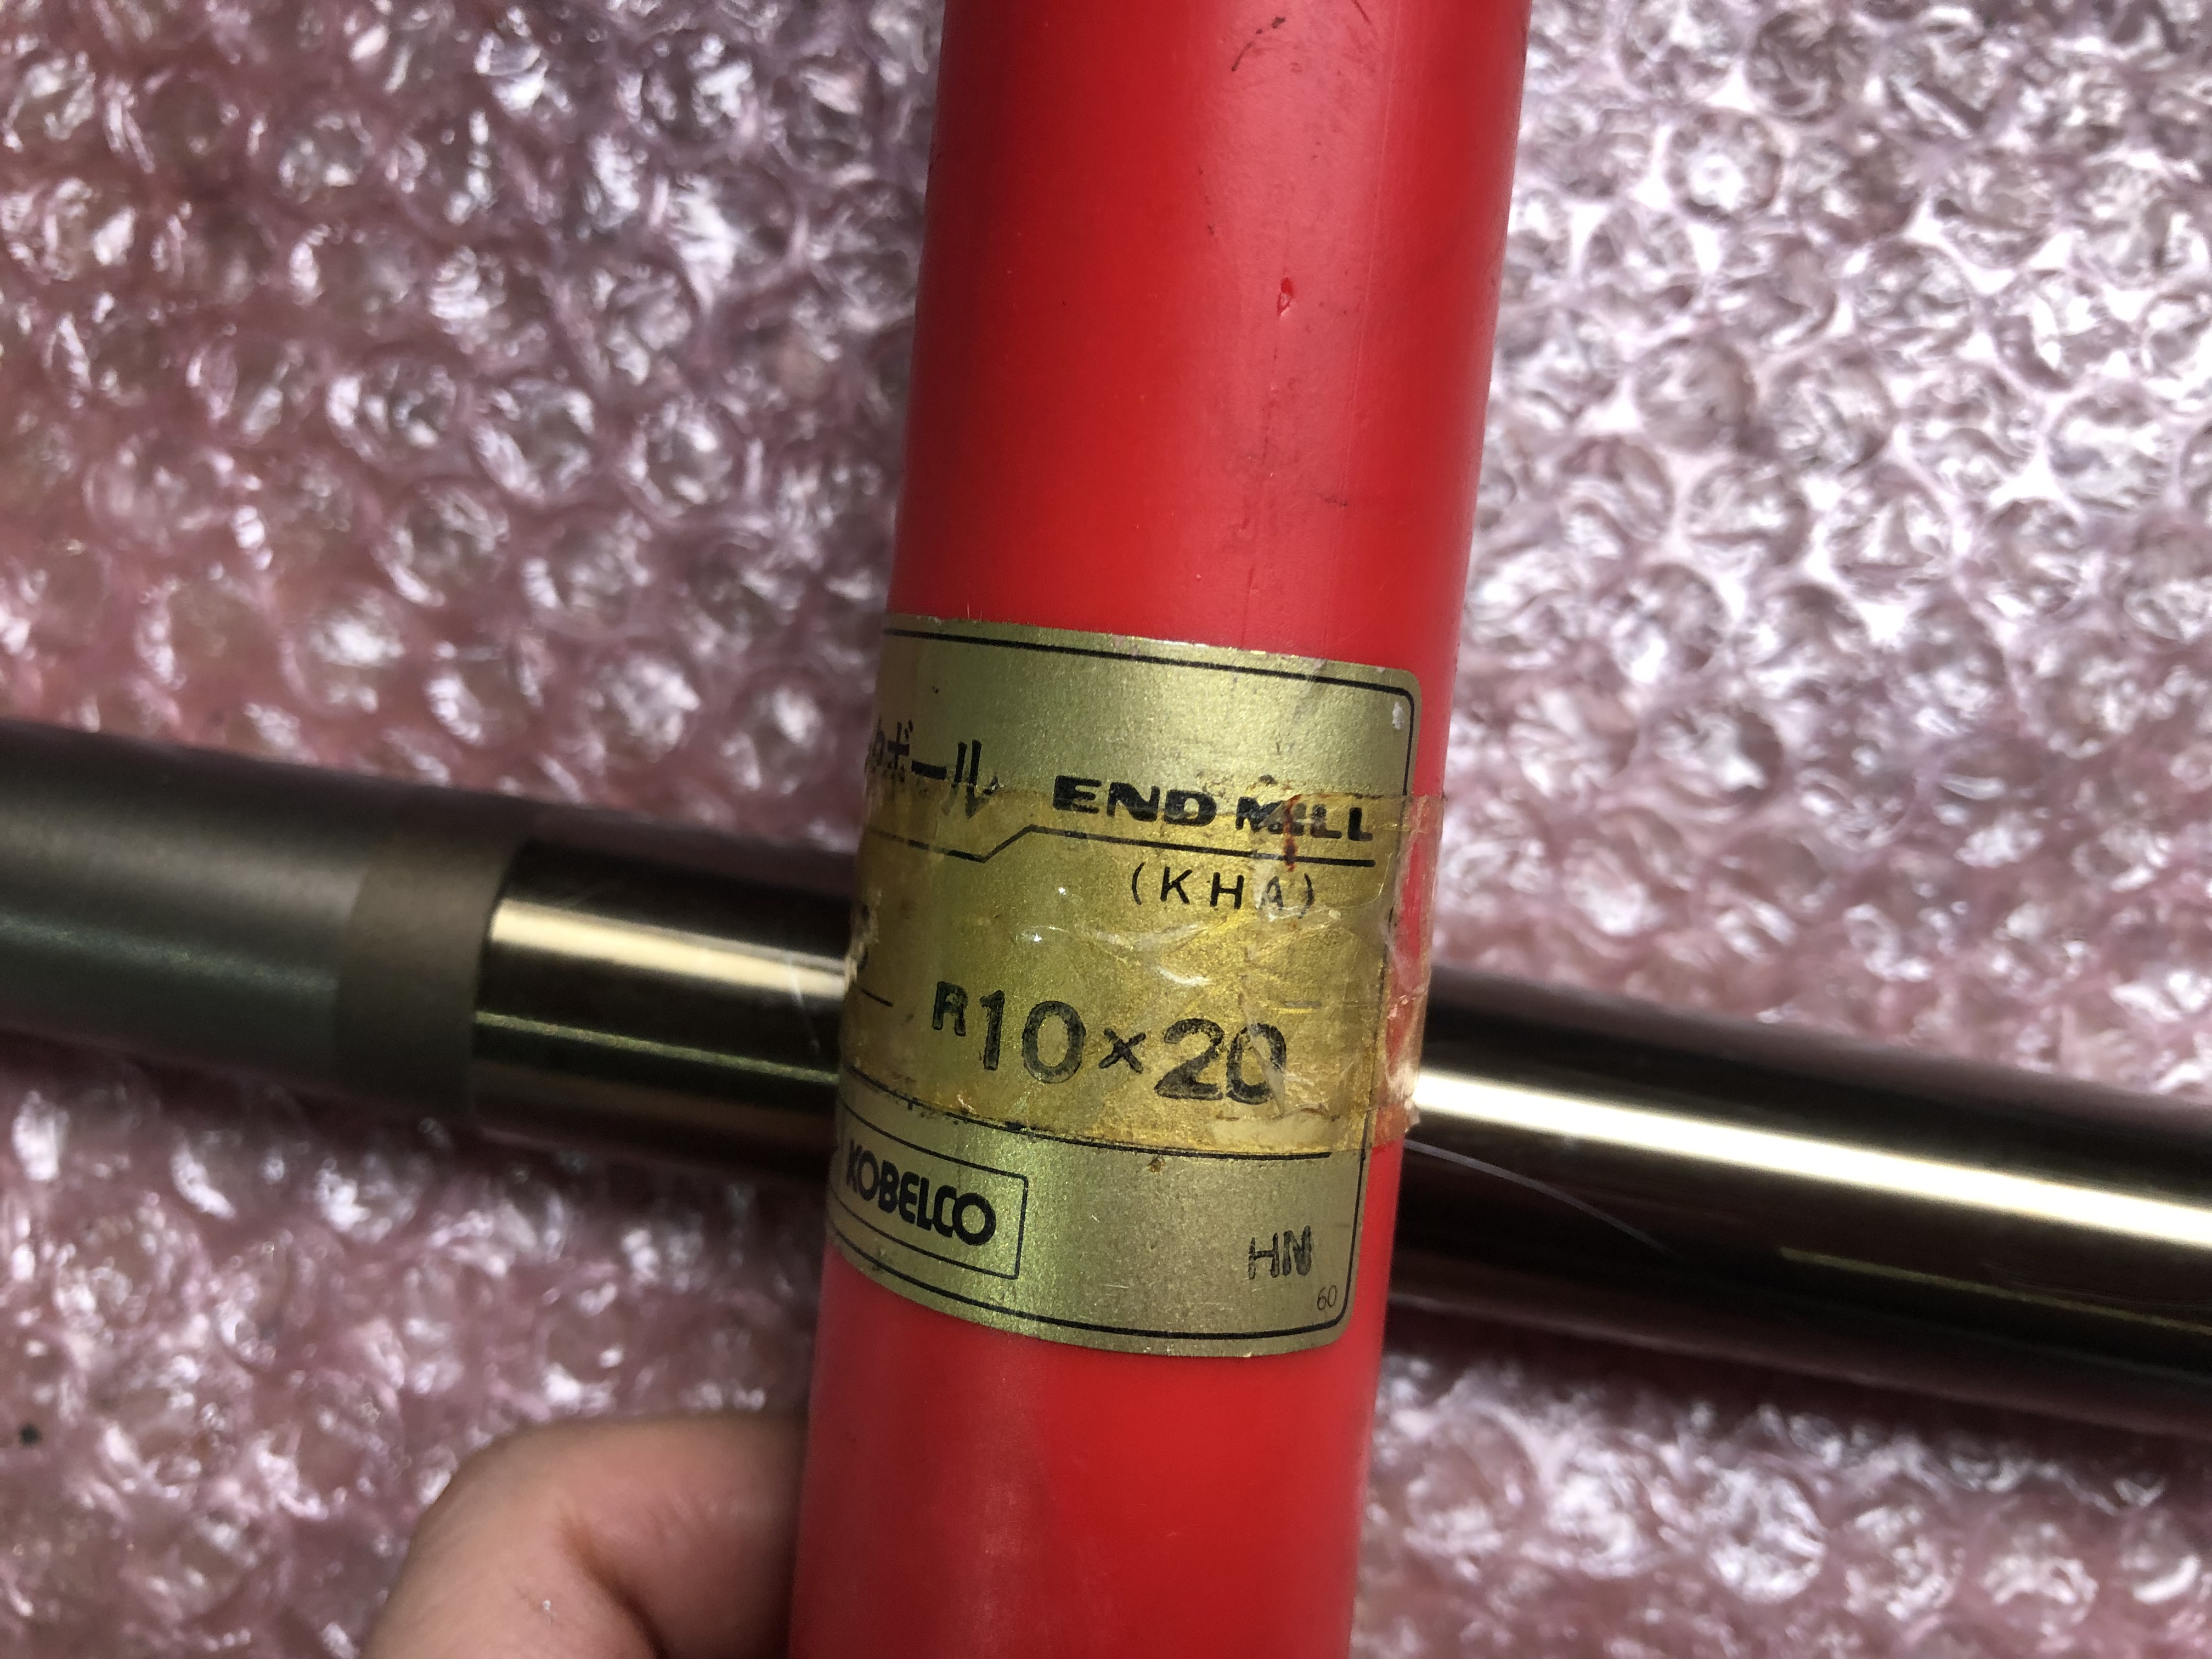 ボール END MILL
(KHA)
R10×20
KOBELCO
HN
60